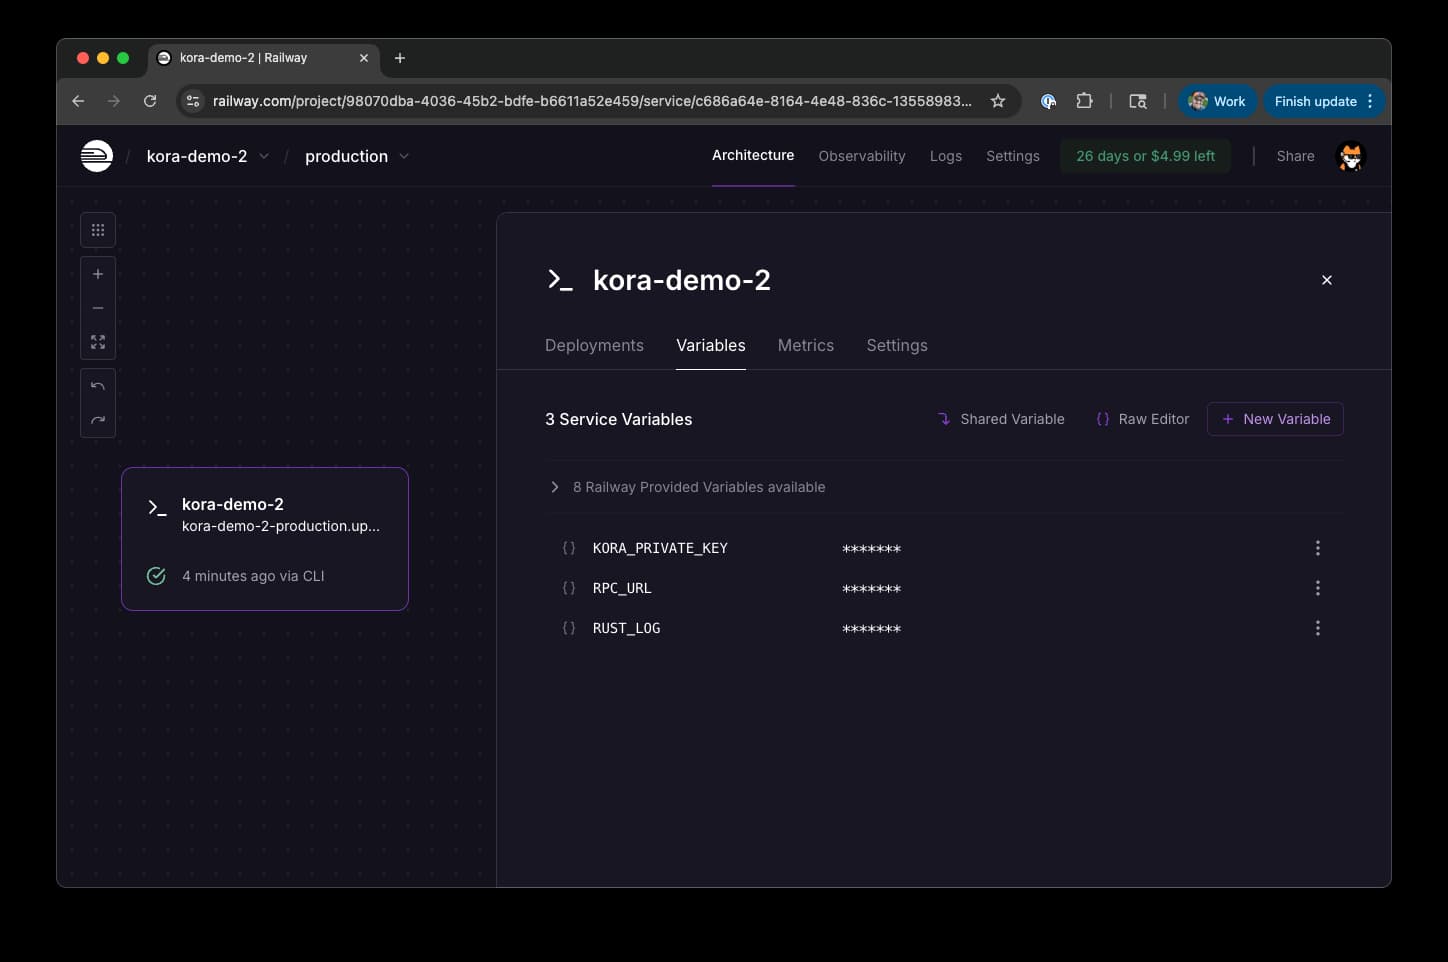 kora-demo-2 | Railway
railway.com/project/98070dba-4036-45b2-bdfe-b6611a52e459/service/c686a64e-8164-4e48-836c-13558983...
Work
Finish update
/ kora-demo-2 / production
Architecture Observability Logs Settings 26 days or $4.99 left Share
kora-demo-2
Deployments Variables Metrics Settings
3 Service Variables Shared Variable {} Raw Editor + New Variable
8 Railway Provided Variables available
{} KORA_PRIVATE_KEY *******
{} RPC_URL *******
{} RUST_LOG *******
kora-demo-2
kora-demo-2-production.up...
4 minutes ago via CLI